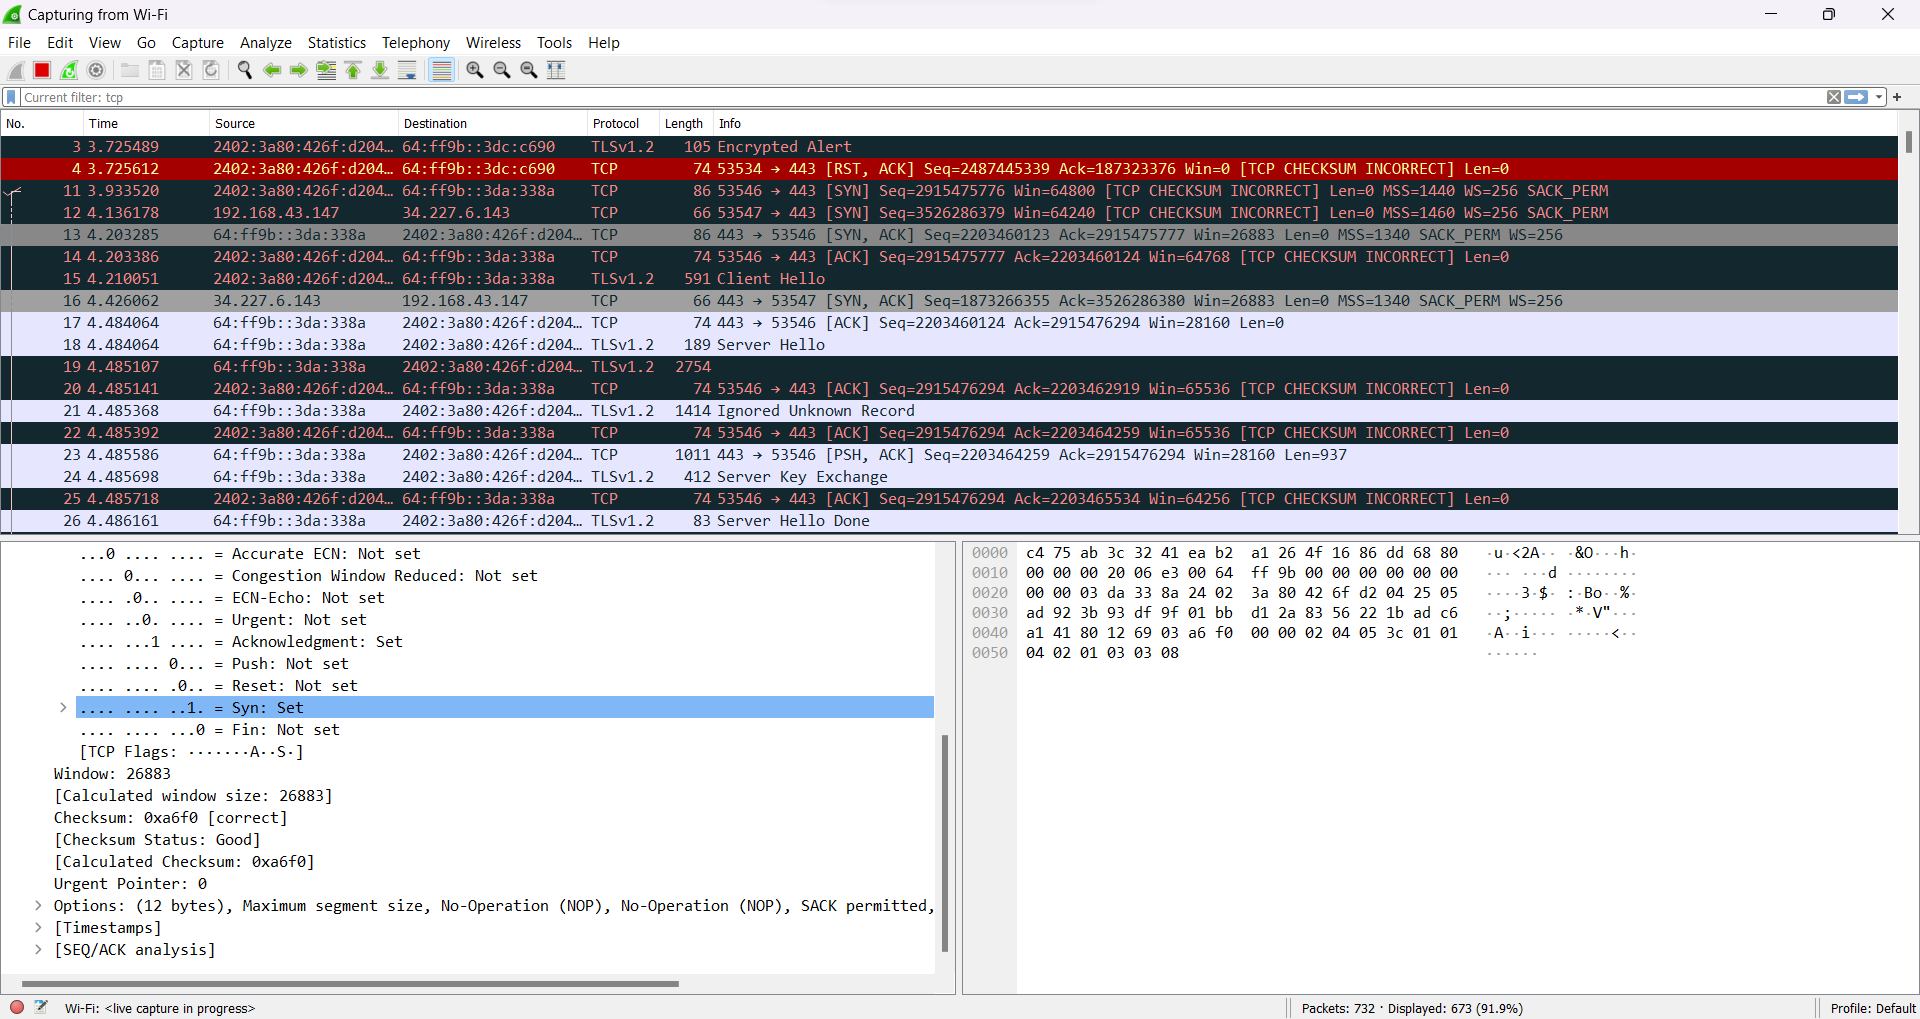 Capturing from Wi-Fi
File Edit View Go Capture Analyze Statistics Telephony Wireless Tools Help
Current filter: tcp
No. Time Source Destination Protocol Length Info
3 3.725489 2402:3a80:426f:d204… 64:ff9b::3dc:c690 TLSv1.2 105 Encrypted Alert
4 3.725612 2402:3a80:426f:d204… 64:ff9b::3dc:c690 TCP 74 53534 → 443 [RST, ACK] Seq=2487445339 Ack=187323376 Win=0 [TCP CHECKSUM INCORRECT] Len=0
11 3.933520 2402:3a80:426f:d204… 64:ff9b::3da:338a TCP 86 53546 → 443 [SYN] Seq=2915475776 Win=64800 [TCP CHECKSUM INCORRECT] Len=0 MSS=1440 WS=256 SACK_PERM
12 4.136178 192.168.43.147 34.227.6.143 TCP 66 53547 → 443 [SYN] Seq=3526286379 Win=64240 [TCP CHECKSUM INCORRECT] Len=0 MSS=1460 WS=256 SACK_PERM
13 4.203285 64:ff9b::3da:338a 2402:3a80:426f:d204… TCP 86 443 → 53546 [SYN, ACK] Seq=2203460123 Ack=2915475777 Win=26883 Len=0 MSS=1340 SACK_PERM WS=256
14 4.203386 2402:3a80:426f:d204… 64:ff9b::3da:338a TCP 74 53546 → 443 [ACK] Seq=2915475777 Ack=2203460124 Win=64768 [TCP CHECKSUM INCORRECT] Len=0
15 4.210051 2402:3a80:426f:d204… 64:ff9b::3da:338a TLSv1.2 591 Client Hello
16 4.426062 34.227.6.143 192.168.43.147 TCP 66 443 → 53547 [SYN, ACK] Seq=1873266355 Ack=3526286380 Win=26883 Len=0 MSS=1340 SACK_PERM WS=256
17 4.484064 64:ff9b::3da:338a 2402:3a80:426f:d204… TCP 74 443 → 53546 [ACK] Seq=2203460124 Ack=2915476294 Win=28160 Len=0
18 4.484064 64:ff9b::3da:338a 2402:3a80:426f:d204… TLSv1.2 189 Server Hello
19 4.485107 64:ff9b::3da:338a 2402:3a80:426f:d204… TLSv1.2 2754
20 4.485141 2402:3a80:426f:d204… 64:ff9b::3da:338a TCP 74 53546 → 443 [ACK] Seq=2915476294 Ack=2203462919 Win=65536 [TCP CHECKSUM INCORRECT] Len=0
21 4.485368 64:ff9b::3da:338a 2402:3a80:426f:d204… TLSv1.2 1414 Ignored Unknown Record
22 4.485392 2402:3a80:426f:d204… 64:ff9b::3da:338a TCP 74 53546 → 443 [ACK] Seq=2915476294 Ack=2203464259 Win=65536 [TCP CHECKSUM INCORRECT] Len=0
23 4.485586 64:ff9b::3da:338a 2402:3a80:426f:d204… TCP 1011 443 → 53546 [PSH, ACK] Seq=2203464259 Ack=2915476294 Win=28160 Len=937
24 4.485698 64:ff9b::3da:338a 2402:3a80:426f:d204… TLSv1.2 412 Server Key Exchange
25 4.485718 2402:3a80:426f:d204… 64:ff9b::3da:338a TCP 74 53546 → 443 [ACK] Seq=2915476294 Ack=2203465534 Win=64256 [TCP CHECKSUM INCORRECT] Len=0
26 4.486161 64:ff9b::3da:338a 2402:3a80:426f:d204… TLSv1.2 83 Server Hello Done
...0 .... .... = Accurate ECN: Not set
.... 0... .... = Congestion Window Reduced: Not set
.... .0.. .... = ECN-Echo: Not set
.... ..0. .... = Urgent: Not set
.... ...1 .... = Acknowledgment: Set
.... .... 0... = Push: Not set
.... .... .0.. = Reset: Not set
.... .... ..1. = Syn: Set
.... .... ...0 = Fin: Not set
[TCP Flags: ·······A··S·]
Window: 26883
[Calculated window size: 26883]
Checksum: 0xa6f0 [correct]
[Checksum Status: Good]
[Calculated Checksum: 0xa6f0]
Urgent Pointer: 0
Options: (12 bytes), Maximum segment size, No-Operation (NOP), No-Operation (NOP), SACK permitted,
[Timestamps]
[SEQ/ACK analysis]
0000 c4 75 ab 3c 32 41 ea b2 a1 26 4f 16 86 dd 68 80 ·u·<2A·· ·&O···h·
0010 00 00 00 20 06 e3 00 64 ff 9b 00 00 00 00 00 00 ··· ···d ········
0020 00 00 03 da 33 8a 24 02 3a 80 42 6f d2 04 25 05 ····3·$· :·Bo··%·
0030 ad 92 3b 93 df 9f 01 bb d1 2a 83 56 22 1b ad c6 ··;····· ·*·V"···
0040 a1 41 80 12 69 03 a6 f0 00 00 02 04 05 3c 01 01 ·A··i··· ·····<··
0050 04 02 01 03 03 08 ······
Wi-Fi: <live capture in progress>
Packets: 732 · Displayed: 673 (91.9%)
Profile: Default